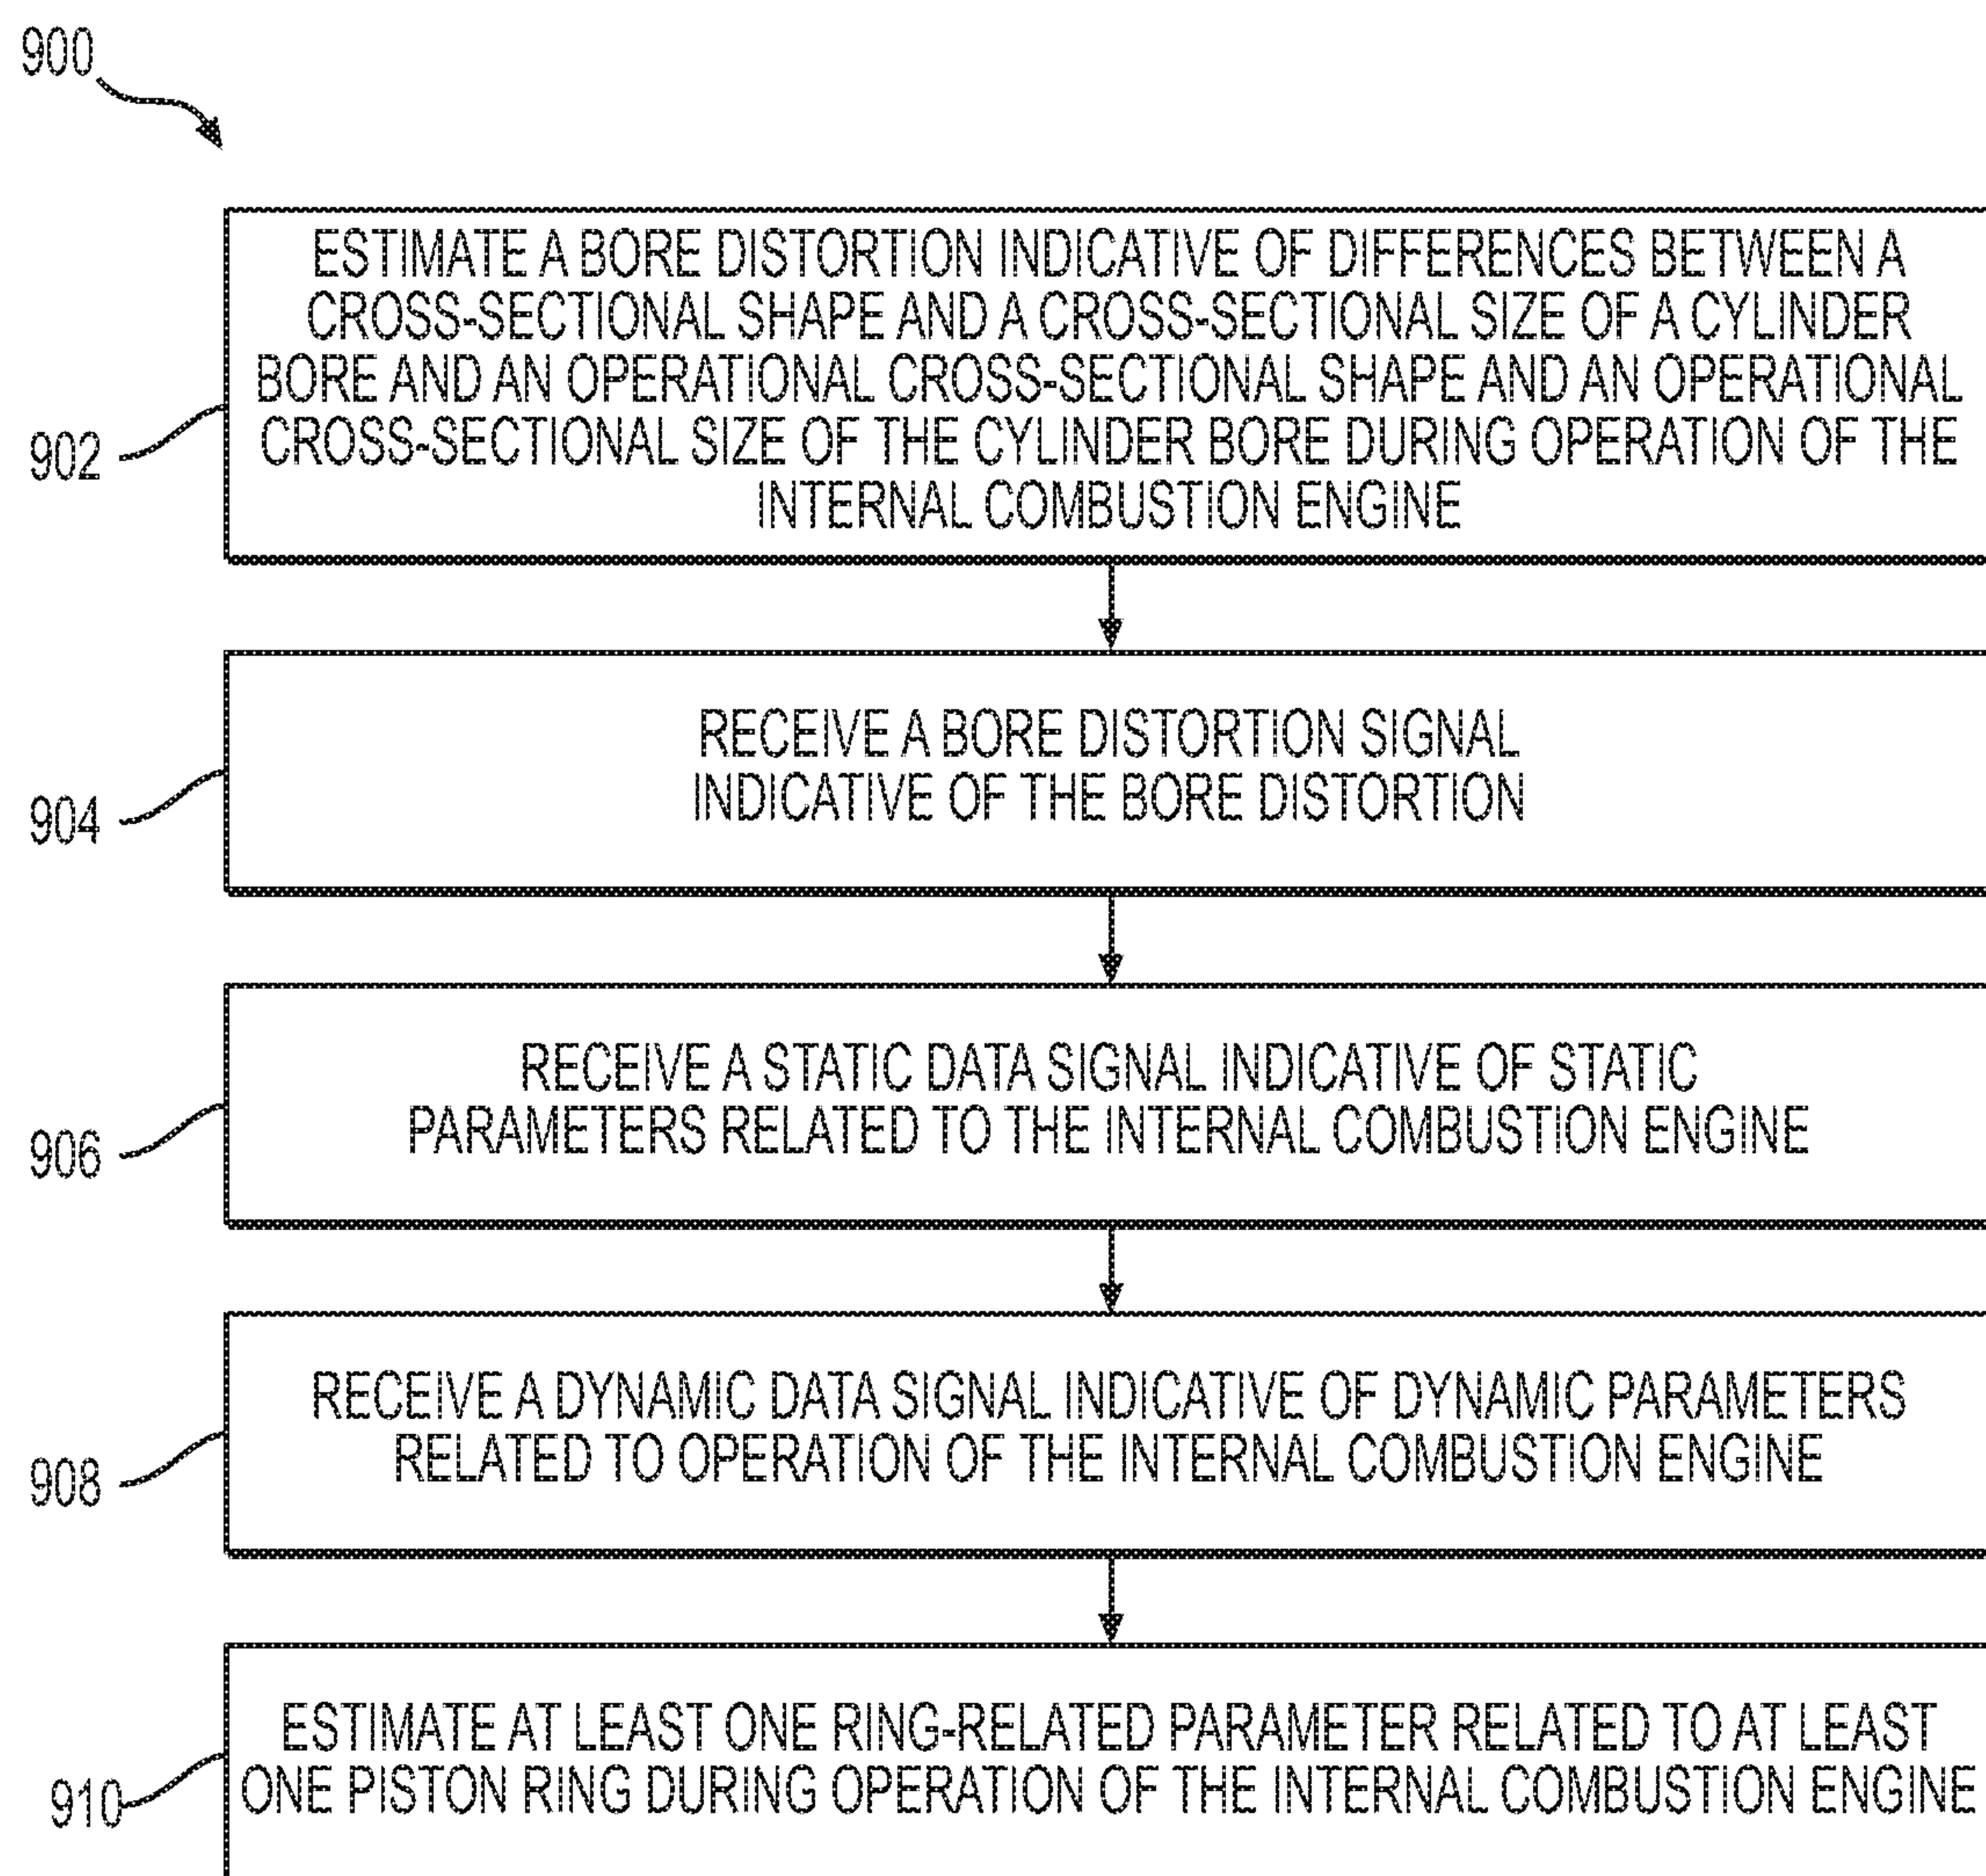 900
ESTIMATE A BORE DISTORTION INDICATIVE OF DIFFERENCES BETWEEN A
CROSS-SECTIONAL SHAPE AND A CROSS-SECTIONAL SIZE OF A CYLINDER
BORE AND AN OPERATIONAL CROSS-SECTIONAL SHAPE AND AN OPERATIONAL
CROSS-SECTIONAL SIZE OF THE CYLINDER BORE DURING OPERATION OF THE
INTERNAL COMBUSTION ENGINE
902
RECEIVE A BORE DISTORTION SIGNAL
INDICATIVE OF THE BORE DISTORTION
904
RECEIVE A STATIC DATA SIGNAL INDICATIVE OF STATIC
PARAMETERS RELATED TO THE INTERNAL COMBUSTION ENGINE
906
RECEIVE A DYNAMIC DATA SIGNAL INDICATIVE OF DYNAMIC PARAMETERS
RELATED TO OPERATION OF THE INTERNAL COMBUSTION ENGINE
908
ESTIMATE AT LEAST ONE RING-RELATED PARAMETER RELATED TO AT LEAST
ONE PISTON RING DURING OPERATION OF THE INTERNAL COMBUSTION ENGINE
910